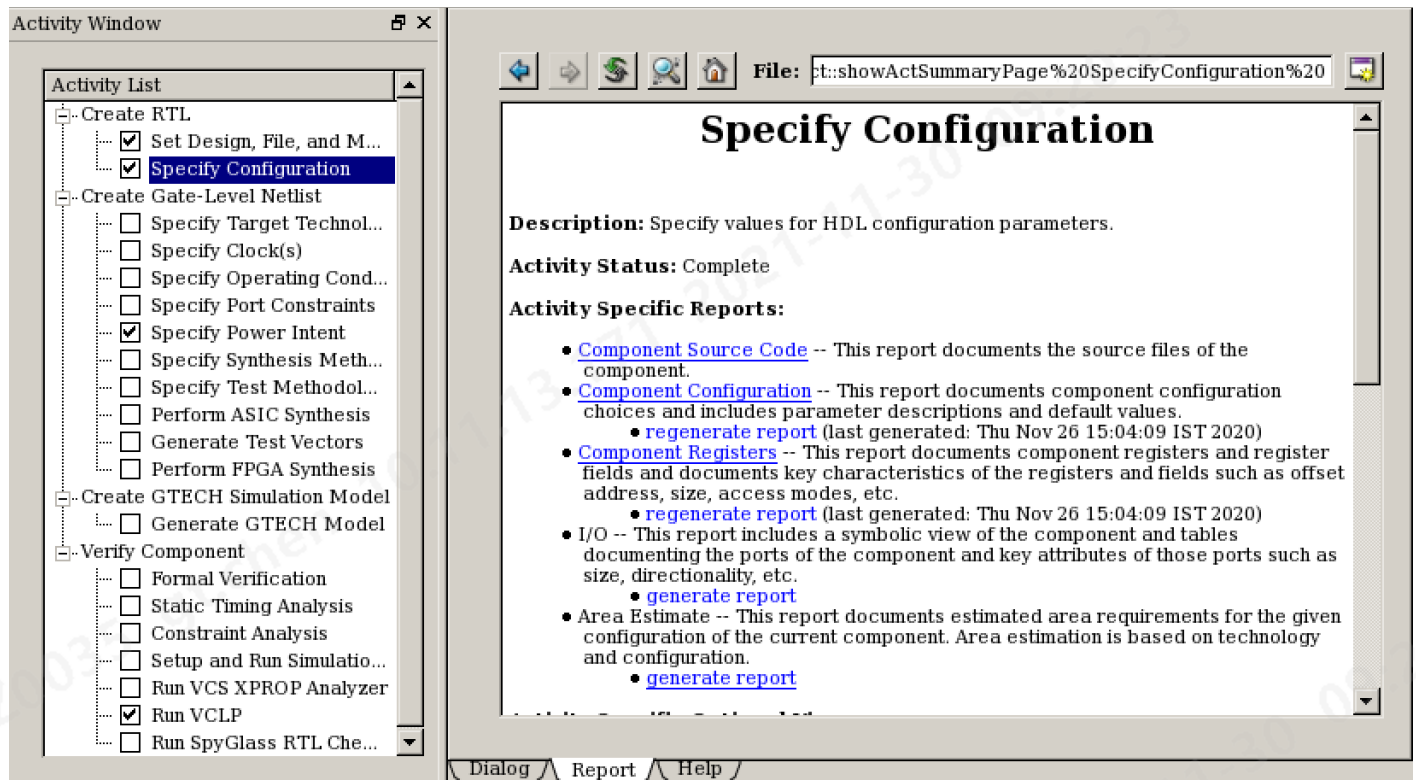 Activity Window
Activity List
Create RTL
Set Design, File, and M...
Specify Configuration
Create Gate-Level Netlist
Specify Target Technol...
Specify Clock(s)
Specify Operating Cond...
Specify Port Constraints
Specify Power Intent
Specify Synthesis Meth...
Specify Test Methodol...
Perform ASIC Synthesis
Generate Test Vectors
Perform FPGA Synthesis
Create GTECH Simulation Model
Generate GTECH Model
Verify Component
Formal Verification
Static Timing Analysis
Constraint Analysis
Setup and Run Simulatio...
Run VCS XPROP Analyzer
Run VCLP
Run SpyGlass RTL Che...
File: ct::showActSummaryPage%20SpecifyConfiguration%20
Specify Configuration
Description: Specify values for HDL configuration parameters.
Activity Status: Complete
Activity Specific Reports:
Component Source Code -- This report documents the source files of the
component.
Component Configuration -- This report documents component configuration
choices and includes parameter descriptions and default values.
regenerate report (last generated: Thu Nov 26 15:04:09 IST 2020)
Component Registers -- This report documents component registers and register
fields and documents key characteristics of the registers and fields such as offset
address, size, access modes, etc.
regenerate report (last generated: Thu Nov 26 15:04:09 IST 2020)
I/O -- This report includes a symbolic view of the component and tables
documenting the ports of the component and key attributes of those ports such as
size, directionality, etc.
generate report
Area Estimate -- This report documents estimated area requirements for the given
configuration of the current component. Area estimation is based on technology
and configuration.
generate report
Dialog
Report
Help